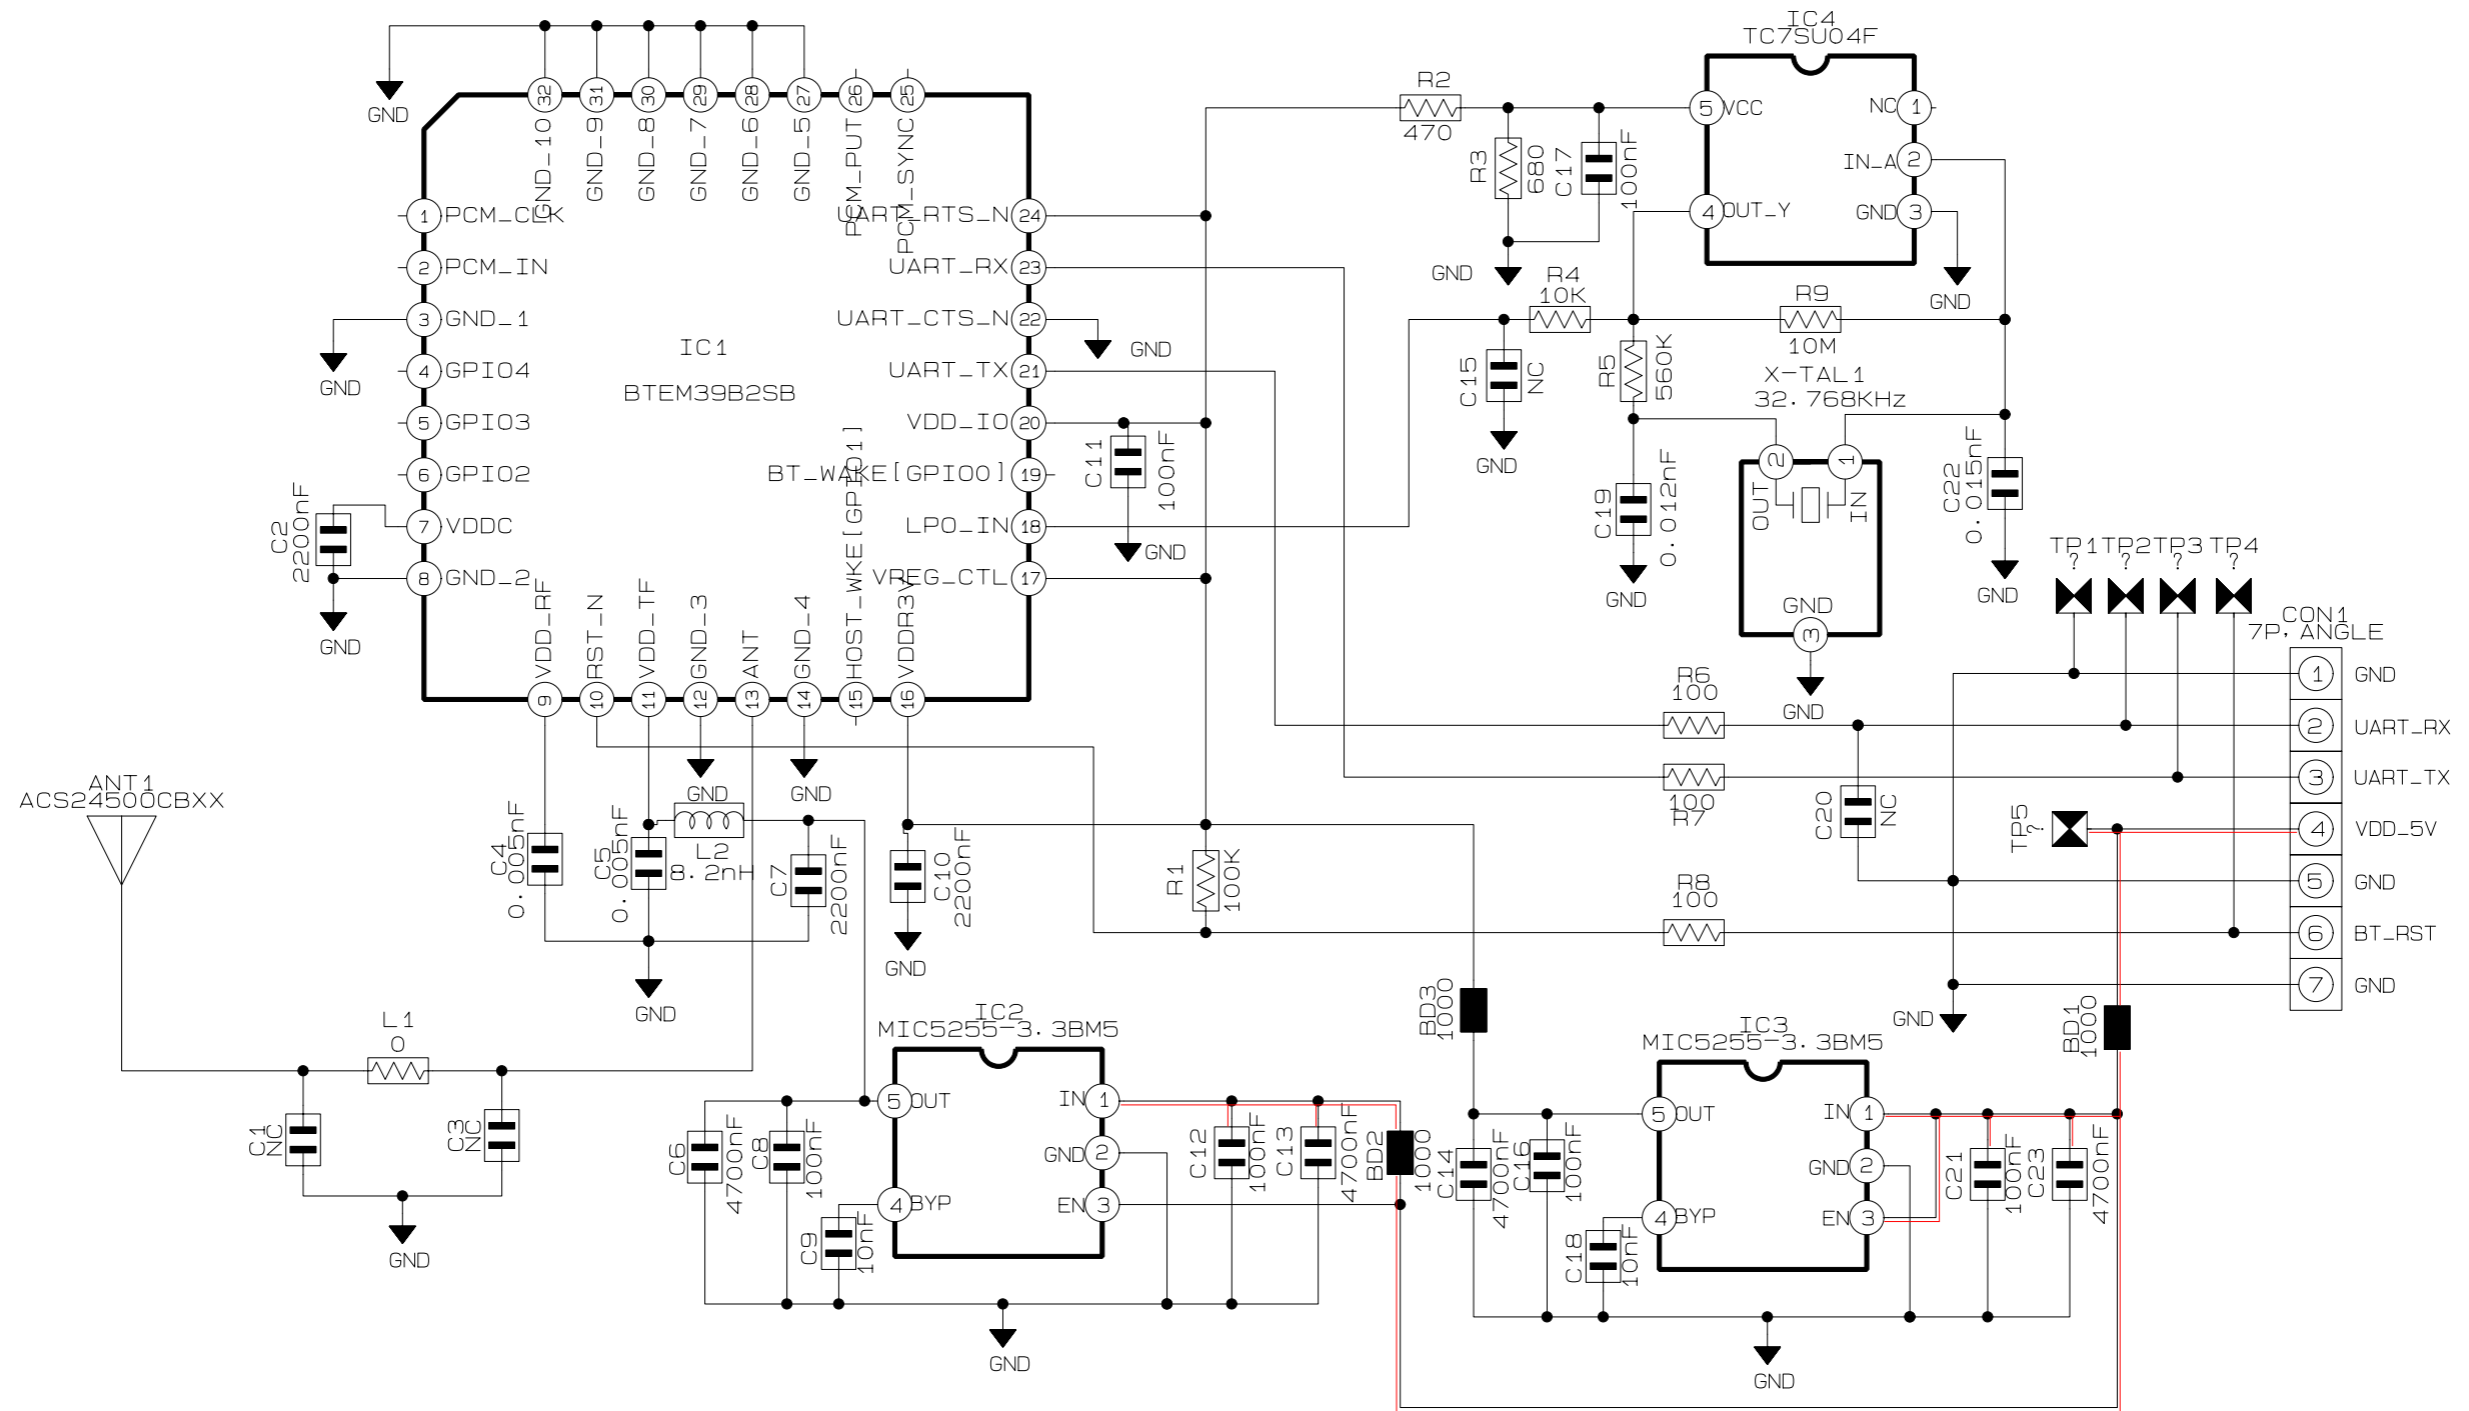 IC4
TC7SU04F
R2
470
R3
680
C17
100nF
5
VCC
NC
1
IN_A
2
4
OUT_Y
GND
3
GND
GND
GND
32
31
30
29
28
27
26
25
GND_10
GND_9
GND_8
GND_7
GND_6
GND_5
PCM_PUT
PCM_SYNC
1
PCM_CLK
2
PCM_IN
3
GND_1
4
GPIO4
5
GPIO3
6
GPIO2
7
VDDC
8
GND_2
UART_RTS_N
24
UART_RX
23
UART_CTS_N
22
UART_TX
21
VDD_IO
20
BT_WAKE[GPIO0]
19
LPO_IN
18
VREG_CTL
17
IC1
BTEM39B2SB
GND
GND
GND
GND
C2
2200nF
VDD_RF
RST_N
VDD_TF
GND_3
ANT
GND_4
HOST_WKE[GPIO1]
VDDR3V
9
10
11
12
13
14
15
16
C11
100nF
R4
10K
R9
10M
C15
NC
GND
R5
560K
X-TAL1
32.768KHz
2
1
OUT
IN
GND
3
GND
C19
0.012nF
GND
C22
0.015nF
GND
TP1
?
TP2
?
TP3
?
TP4
?
CON1
7P, ANGLE
1
GND
2
UART_RX
3
UART_TX
4
VDD_5V
5
GND
6
BT_RST
7
GND
R6
100
100
R7
C20
NC
TP5
?
R8
100
GND
BD1
1000
ANT1
ACS24500CBXX
GND
GND
C4
0.005nF
C5
0.005nF
L2
8.2nH
C7
2200nF
C10
2200nF
GND
GND
R1
100K
L1
0
C1
NC
C3
NC
GND
IC2
MIC5255-3.3BM5
5
OUT
IN
1
GND
2
4
BYP
EN
3
C6
4700nF
C8
100nF
C9
10nF
C12
100nF
C13
4700nF
BD2
1000
GND
BD3
1000
IC3
MIC5255-3.3BM5
5
OUT
IN
1
GND
2
4
BYP
EN
3
C14
4700nF
C16
100nF
C18
10nF
C21
100nF
C23
4700nF
GND